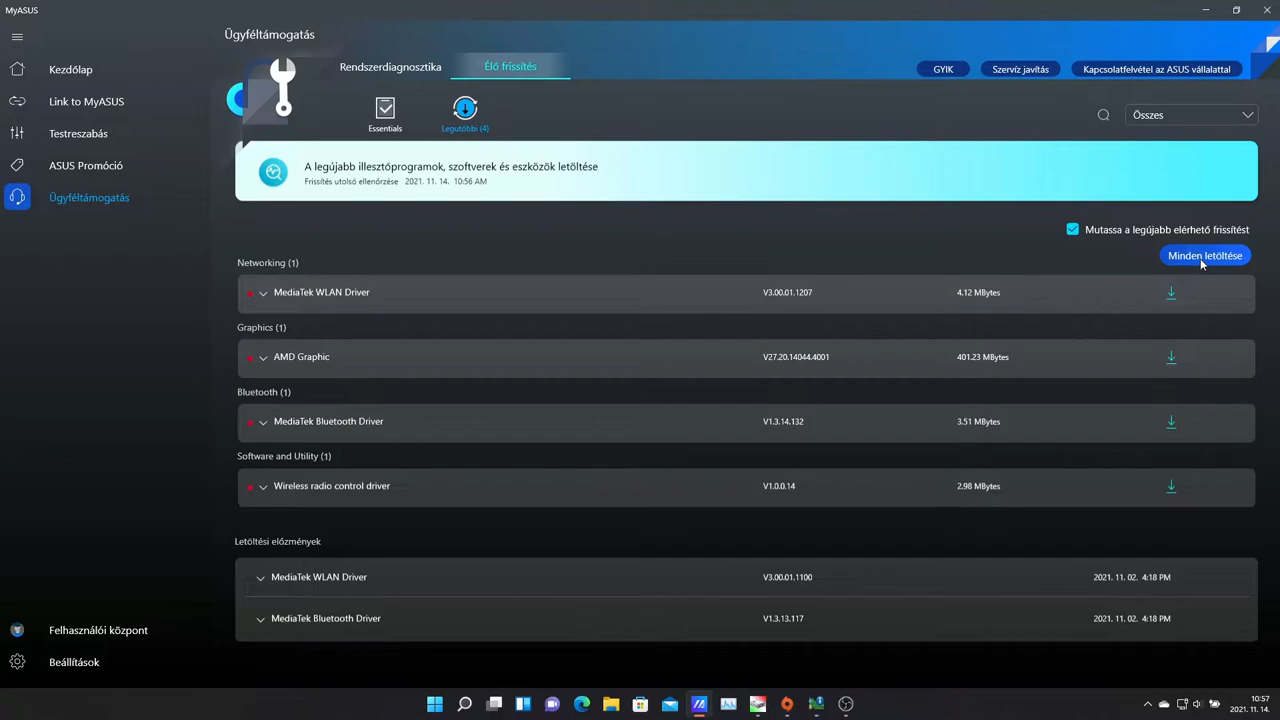 MyASUS
Ügyféltámogatás
Kezdőlap
Link to MyASUS
Testreszabás
ASUS Promóció
Ügyféltámogatás
Felhasználói központ
Beállítások
Rendszerdiagnosztika
Élő frissítés
GYIK
Szervíz javítás
Kapcsolatfelvétel az ASUS vállalattal
Essentials
Legutóbbi (4)
Összes
A legújabb illesztőprogramok, szoftverek és eszközök letöltése
Frissítés utolsó ellenőrzése 2021. 11. 14. 10:56 AM
Mutassa a legújabb elérhető frissítést
Minden letöltése
Networking (1)
MediaTek WLAN Driver V3.00.01.1207 4.12 MBytes
Graphics (1)
AMD Graphic V27.20.14044.4001 401.23 MBytes
Bluetooth (1)
MediaTek Bluetooth Driver V1.3.14.132 3.51 MBytes
Software and Utility (1)
Wireless radio control driver V1.0.0.14 2.98 MBytes
Letöltési előzmények
MediaTek WLAN Driver V3.00.01.1100 2021. 11. 02. 4:18 PM
MediaTek Bluetooth Driver V1.3.13.117 2021. 11. 02. 4:18 PM
10:57
2021. 11. 14.